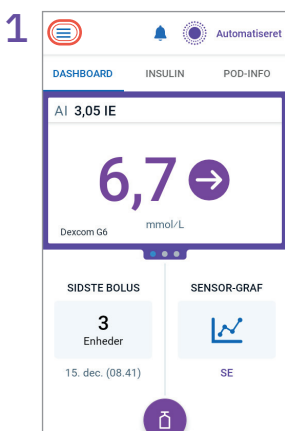 1
Automatiseret
DASHBOARD INSULIN POD-INFO
AI 3,05 IE
6,7
mmol/L
Dexcom G6
SIDSTE BOLUS SENSOR-GRAF
3
Enheder
15. dec. (08.41) SE